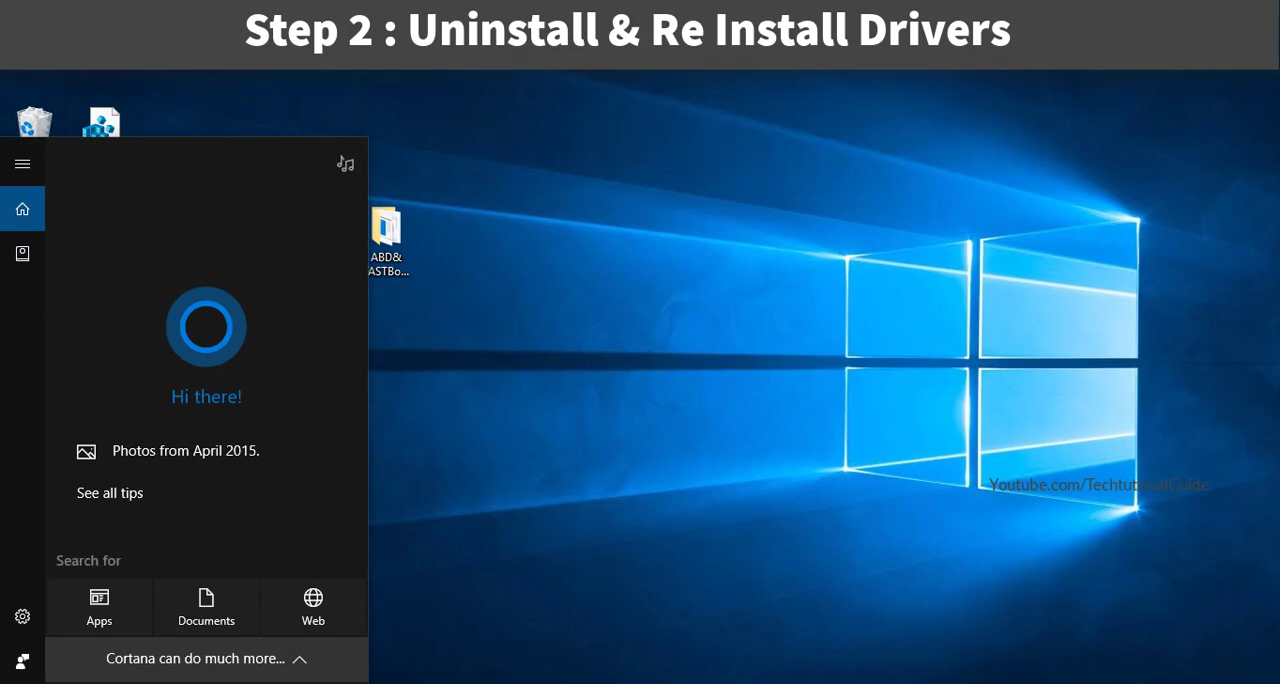 Step 2 : Uninstall & Re Install Drivers
ABD&
ASTBo...
Hi there!
Photos from April 2015.
See all tips
Youtube.com/TechtutorialGuide
Search for
Apps
Documents
Web
Cortana can do much more...